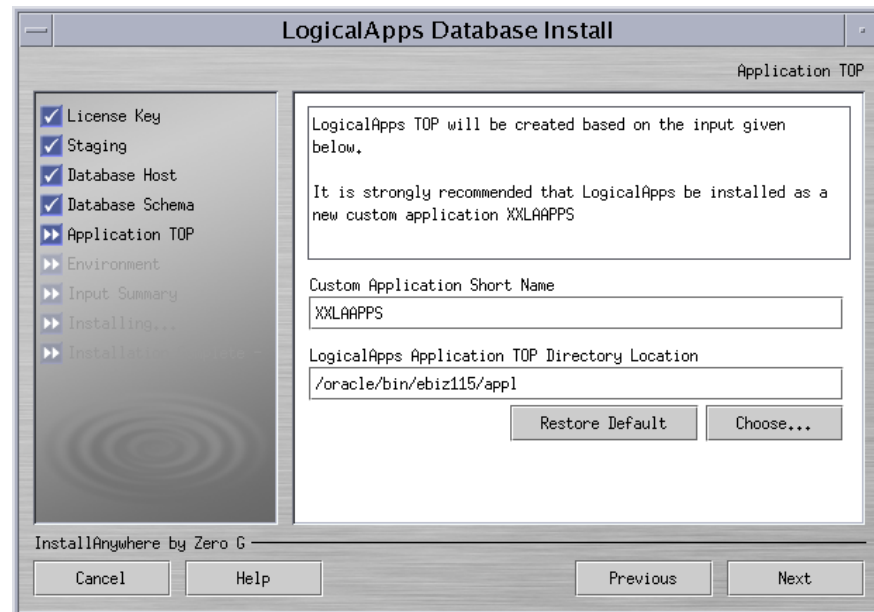 LogicalApps Database Install
Application TOP
License Key
Staging
Database Host
Database Schema
Application TOP
Environment
Input Summary
Installing...
Installation
LogicalApps TOP will be created based on the input given
below.
It is strongly recommended that LogicalApps be installed as a
new custom application XXLAAPPS
Custom Application Short Name
XXLAAPPS
LogicalApps Application TOP Directory Location
/oracle/bin/ebiz115/appl
Restore Default
Choose...
InstallAnywhere by Zero G
Cancel
Help
Previous
Next